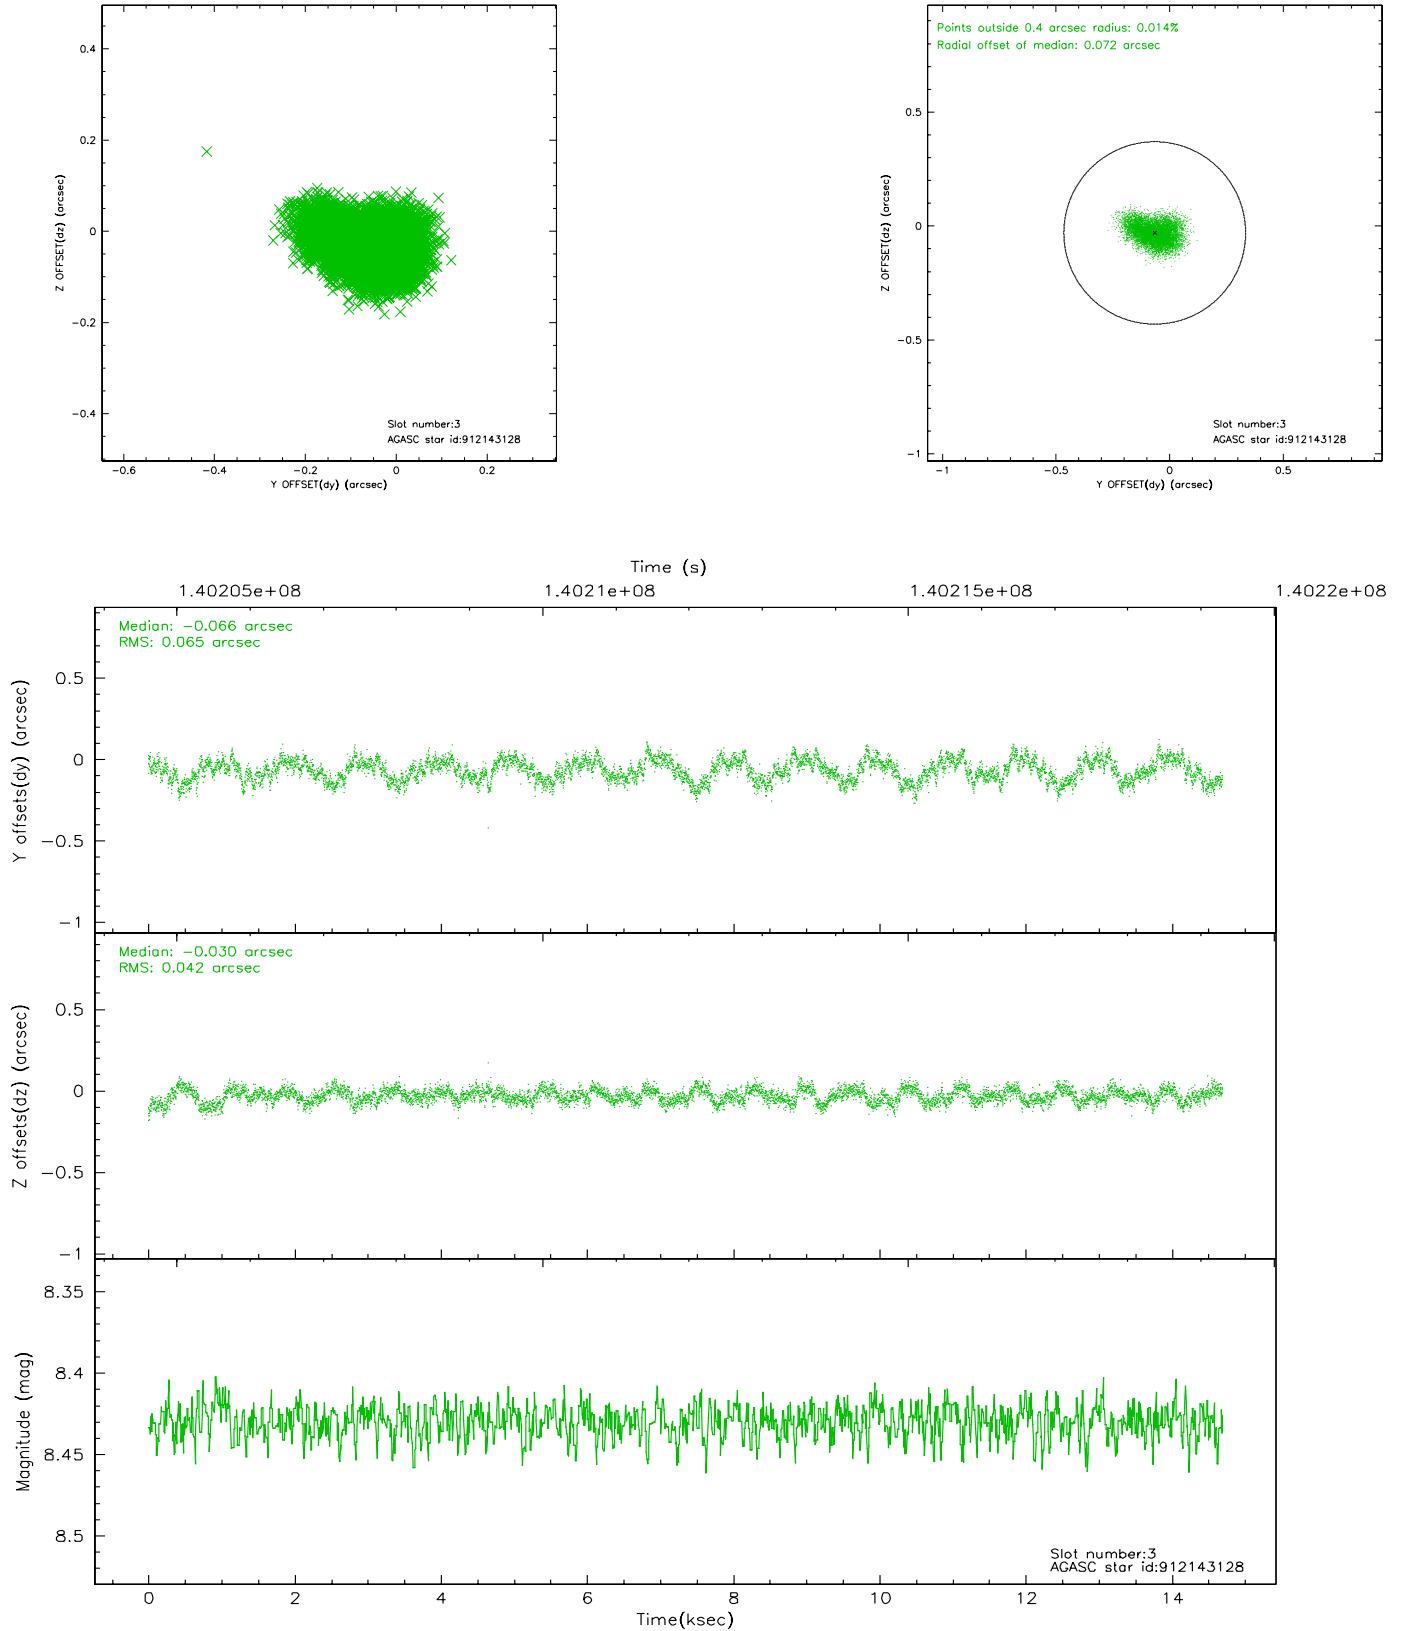 0.4
0.2
0
-0.2
-0.4
Z OFFSET(dz) (arcsec)
Slot number:3
AGASC star id:912143128
-0.6 -0.4 -0.2 0 0.2
Y OFFSET(dy) (arcsec)
Points outside 0.4 arcsec radius: 0.014%
Radial offset of median: 0.072 arcsec
0.5
0
-0.5
-1
Z OFFSET(dz) (arcsec)
Slot number:3
AGASC star id:912143128
-1 -0.5 0 0.5
Y OFFSET(dy) (arcsec)
Time (s)
1.40205e+08 1.4021e+08 1.40215e+08 1.4022e+08
Median: -0.066 arcsec
RMS: 0.065 arcsec
0.5
0
-0.5
-1
Y offsets(dy) (arcsec)
Median: -0.030 arcsec
RMS: 0.042 arcsec
0.5
0
-0.5
-1
Z offsets(dz) (arcsec)
8.35
8.4
8.45
8.5
Magnitude (mag)
Slot number:3
AGASC star id:912143128
0 2 4 6 8 10 12 14
Time(ksec)